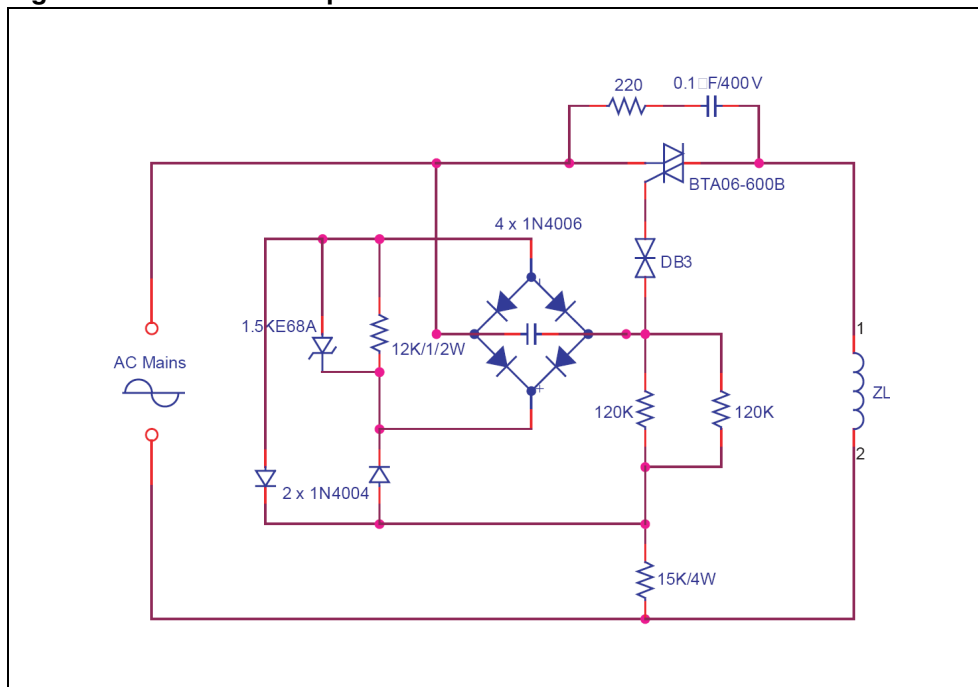 220
0.1□F/400V
BTA06-600B
4 x 1N4006
DB3
1.5KE68A
12K/1/2W
+
1
AC Mains
120K
120K
ZL
+
2
2 x 1N4004
15K/4W